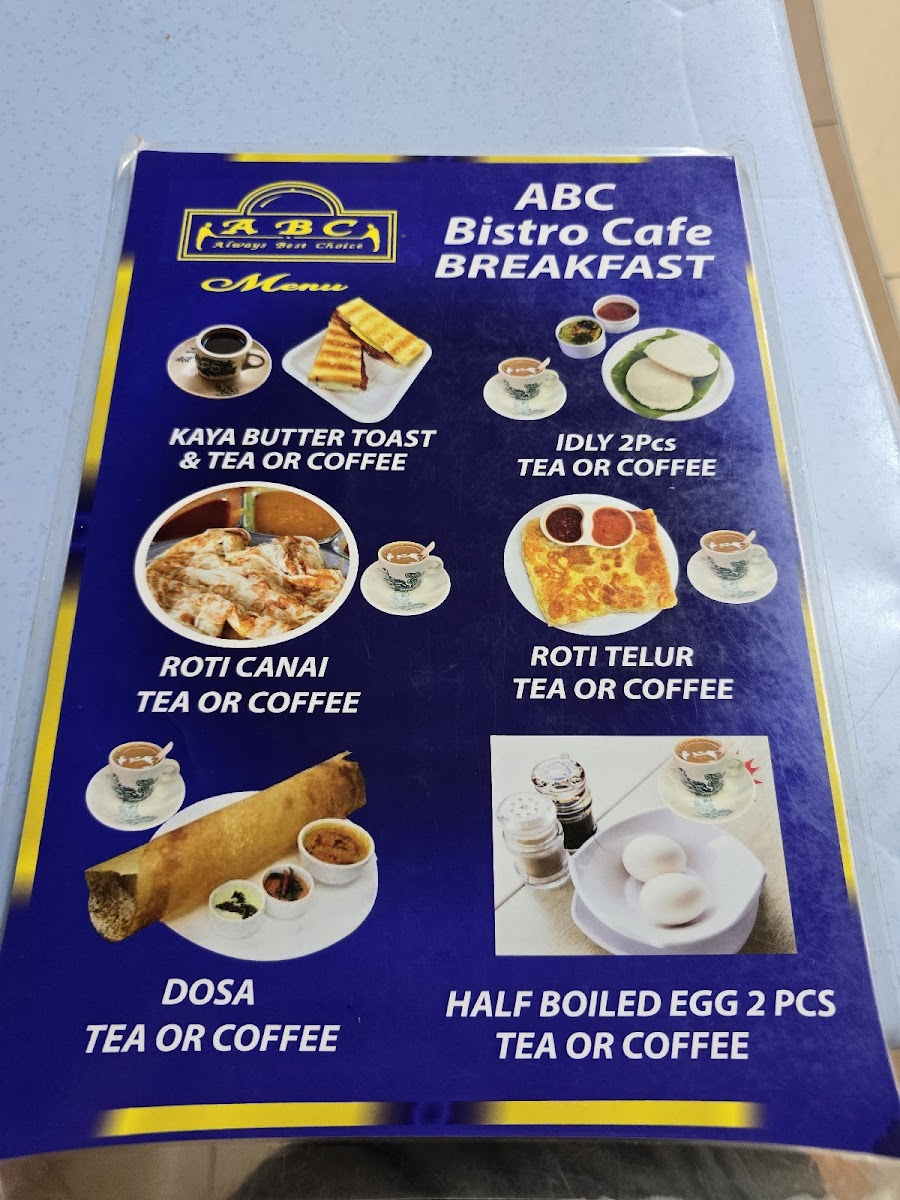 ABC
Always Best Choice
Menu
ABC
Bistro Cafe
BREAKFAST
KAYA BUTTER TOAST
& TEA OR COFFEE
IDLY 2Pcs
TEA OR COFFEE
ROTI CANAI
TEA OR COFFEE
ROTI TELUR
TEA OR COFFEE
DOSA
TEA OR COFFEE
HALF BOILED EGG 2 PCS
TEA OR COFFEE